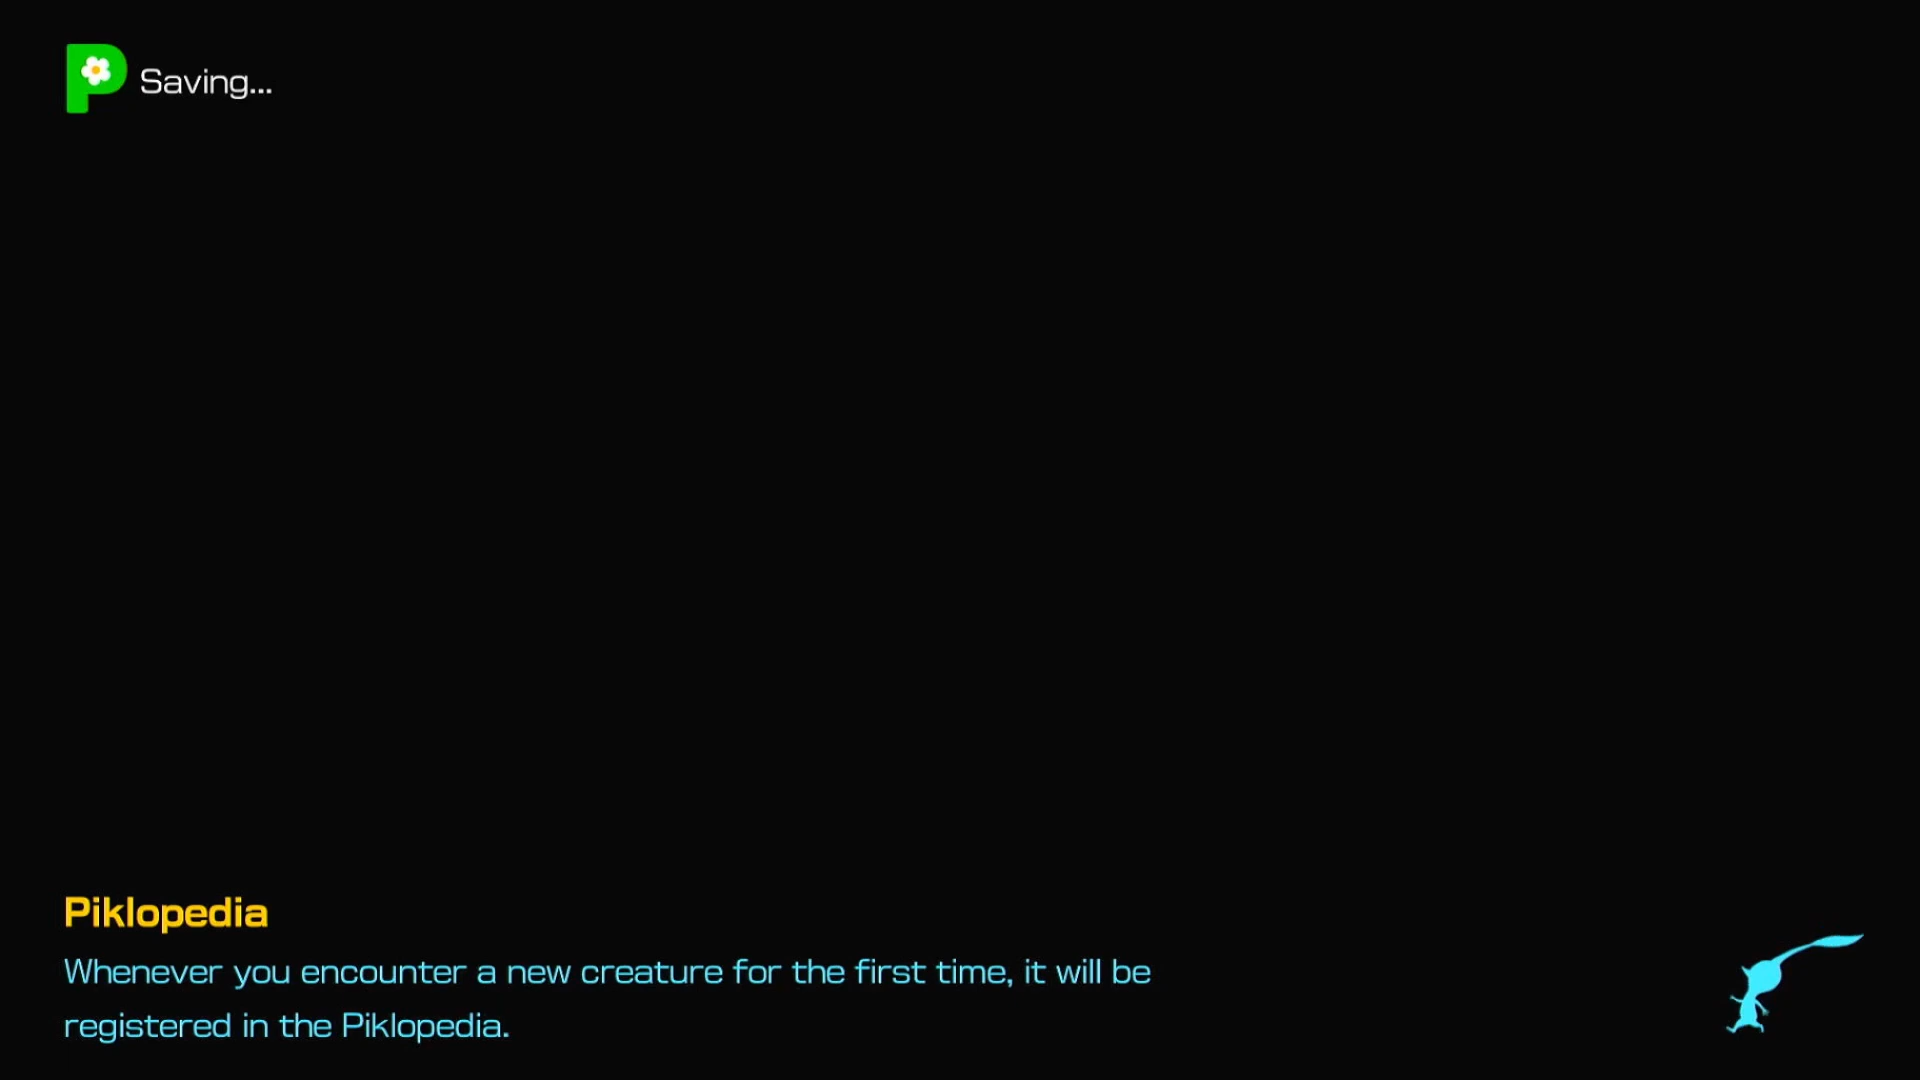 P Saving...
Piklopedia
Whenever you encounter a new creature for the first time, it will be
registered in the Piklopedia.